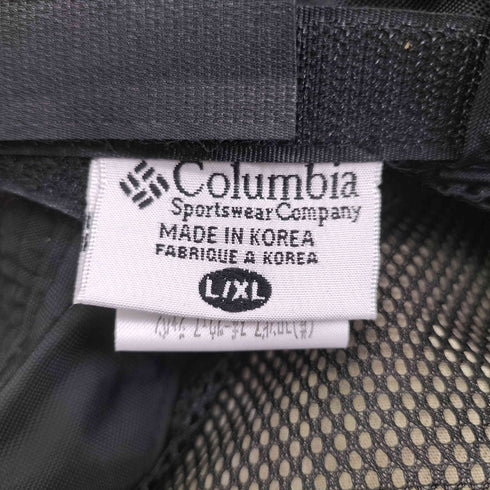 Columbia
Sportswear Company
MADE IN KOREA
FABRIQUE A KOREA
L/XL